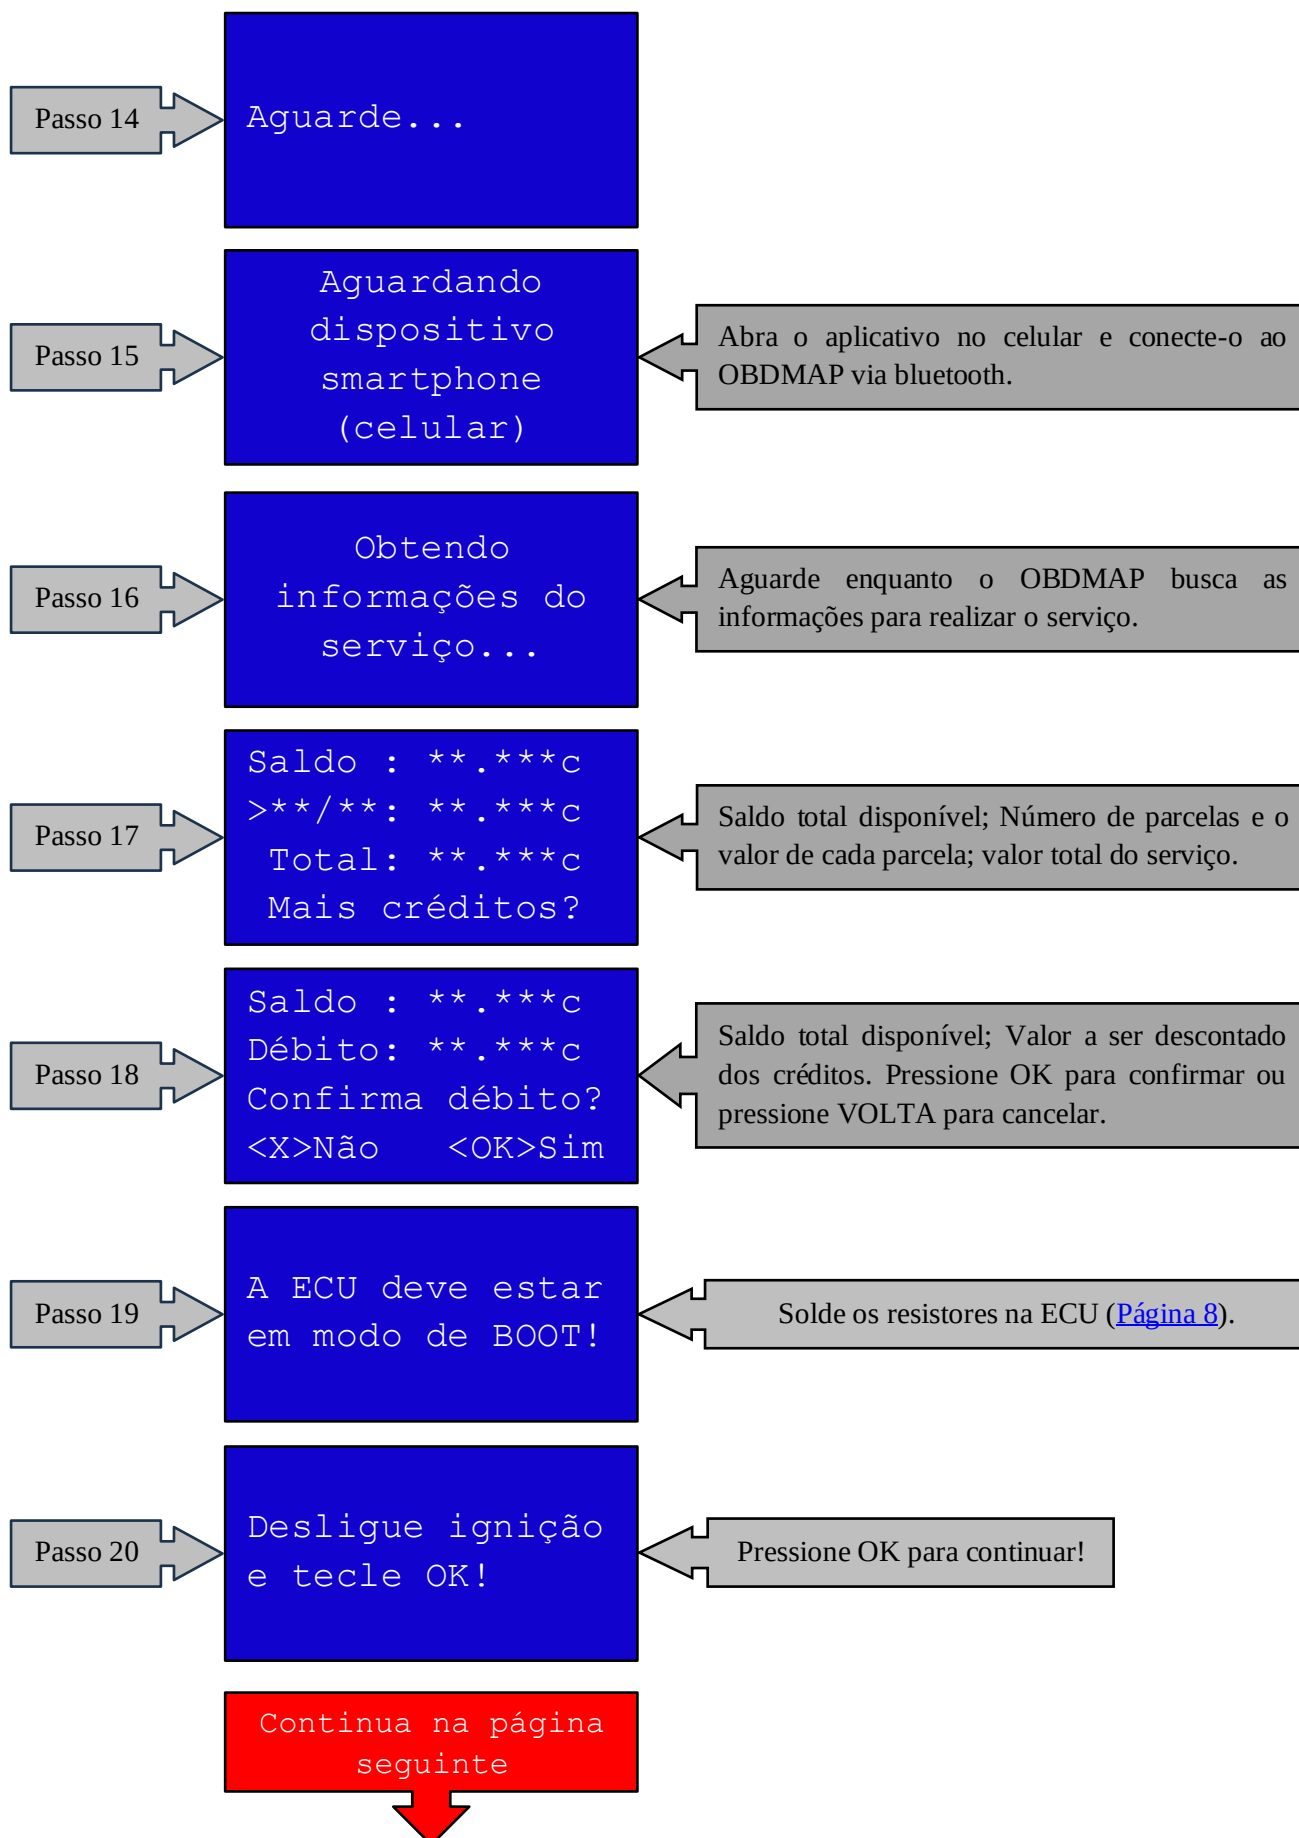 Passo 14
Aguarde...
Passo 15
Aguardando
dispositivo
smartphone
(celular)
Abra o aplicativo no celular e conecte-o ao
OBDMAP via bluetooth.
Passo 16
Obtendo
informações do
serviço...
Aguarde enquanto o OBDMAP busca as
informações para realizar o serviço.
Passo 17
Saldo : **.***c
>**/**: **.***c
Total: **.***c
Mais créditos?
Saldo total disponível; Número de parcelas e o
valor de cada parcela; valor total do serviço.
Passo 18
Saldo : **.***c
Débito: **.***c
Confirma débito?
<X>Não <OK>Sim
Saldo total disponível; Valor a ser descontado
dos créditos. Pressione OK para confirmar ou
pressione VOLTA para cancelar.
Passo 19
A ECU deve estar
em modo de BOOT!
Solde os resistores na ECU (Página 8).
Passo 20
Desligue ignição
e tecle OK!
Pressione OK para continuar!
Continua na página
seguinte